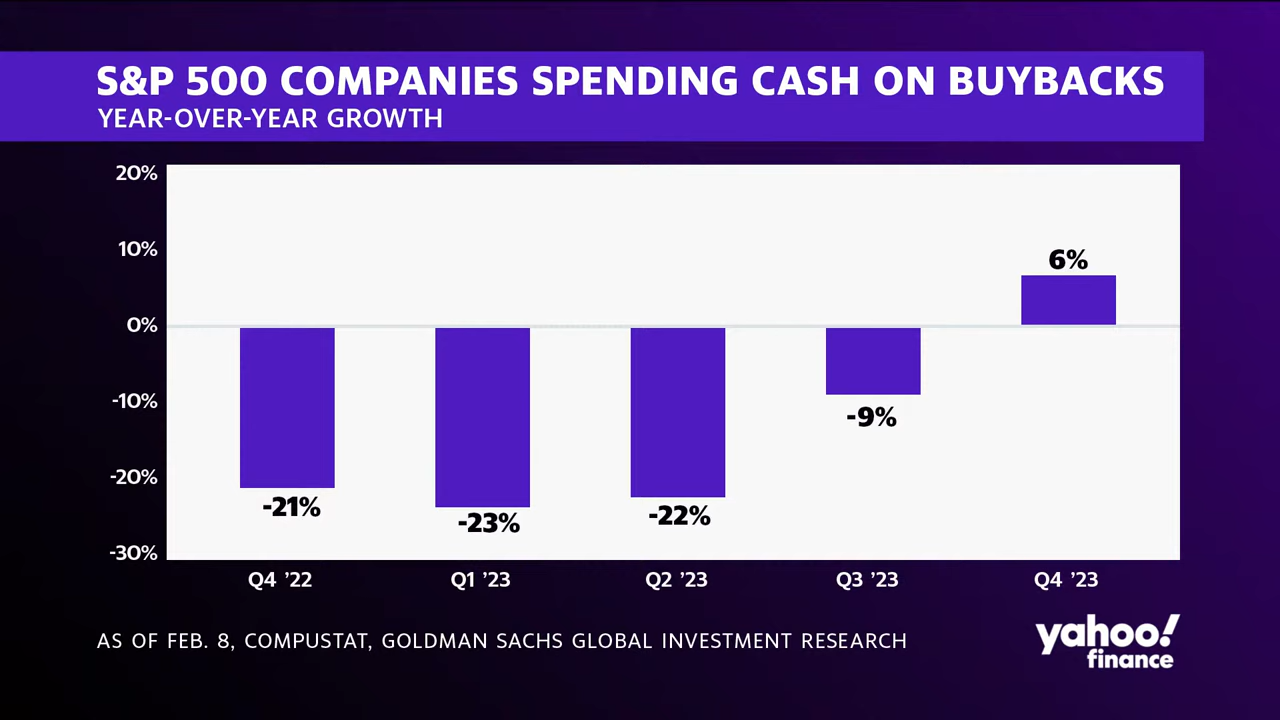 S&P 500 COMPANIES SPENDING CASH ON BUYBACKS
YEAR-OVER-YEAR GROWTH
20%
10%
0%
-10%
-20%
-30%
-21%
-23%
-22%
-9%
6%
Q4 ’22
Q1 ’23
Q2 ’23
Q3 ’23
Q4 ’23
AS OF FEB. 8, COMPUSTAT, GOLDMAN SACHS GLOBAL INVESTMENT RESEARCH
yahoo!
finance